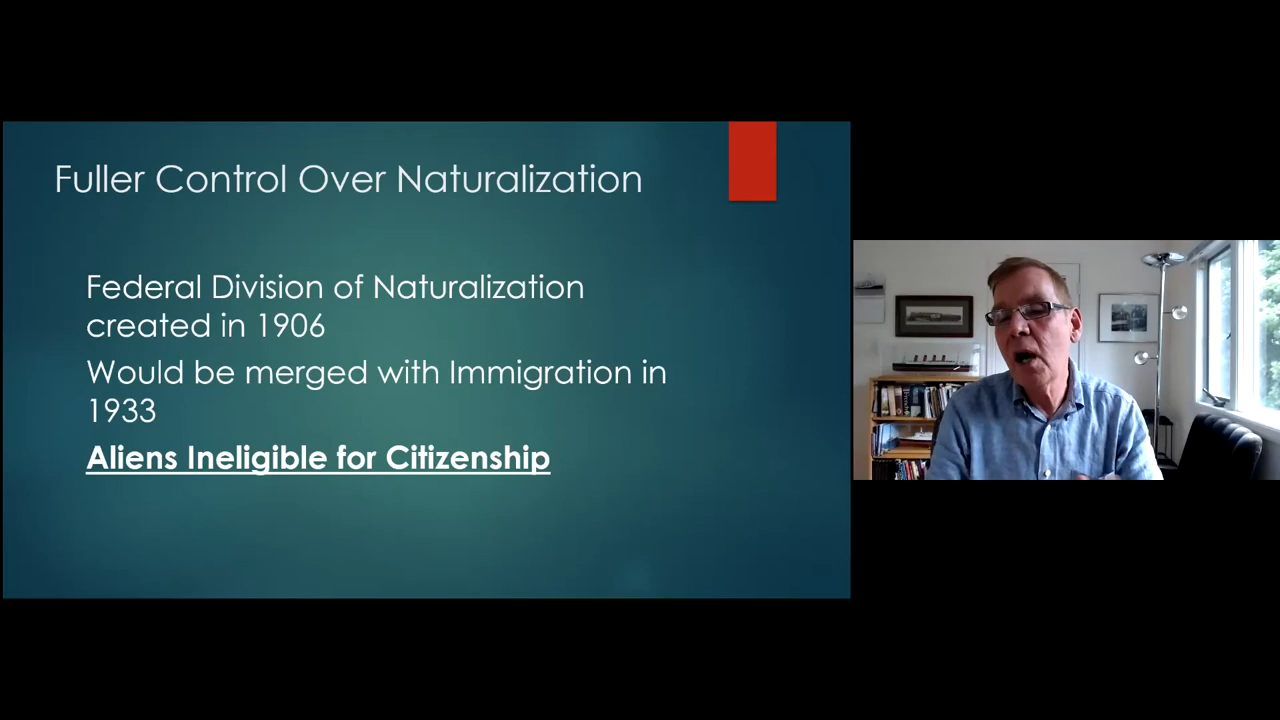 Fuller Control Over Naturalization
Federal Division of Naturalization
created in 1906
Would be merged with Immigration in
1933
Aliens Ineligible for Citizenship